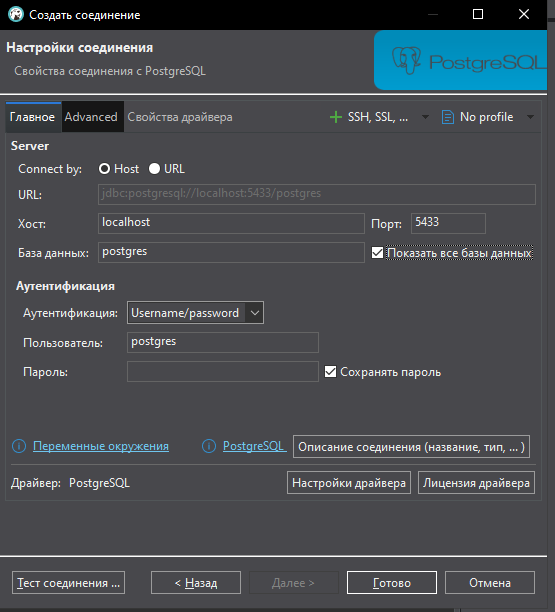 Создать соединение
Настройки соединения
Свойства соединения с PostgreSQL
PostgreSQL
Главное Advanced Свойства драйвера SSH, SSL, ... No profile
Server
Connect by: Host URL
URL: jdbc:postgresql://localhost:5433/postgres
Хост: localhost Порт: 5433
База данных: postgres Показать все базы данных
Аутентификация
Аутентификация: Username/password
Пользователь: postgres
Пароль: Сохранять пароль
Переменные окружения PostgreSQL Описание соединения (название, тип, ... )
Драйвер: PostgreSQL Настройки драйвера Лицензия драйвера
Тест соединения ... < Назад Далее > Готово Отмена